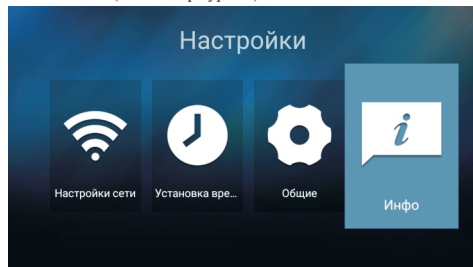 Настройки
Настройки сети
Установка вре...
Общие
Инфо